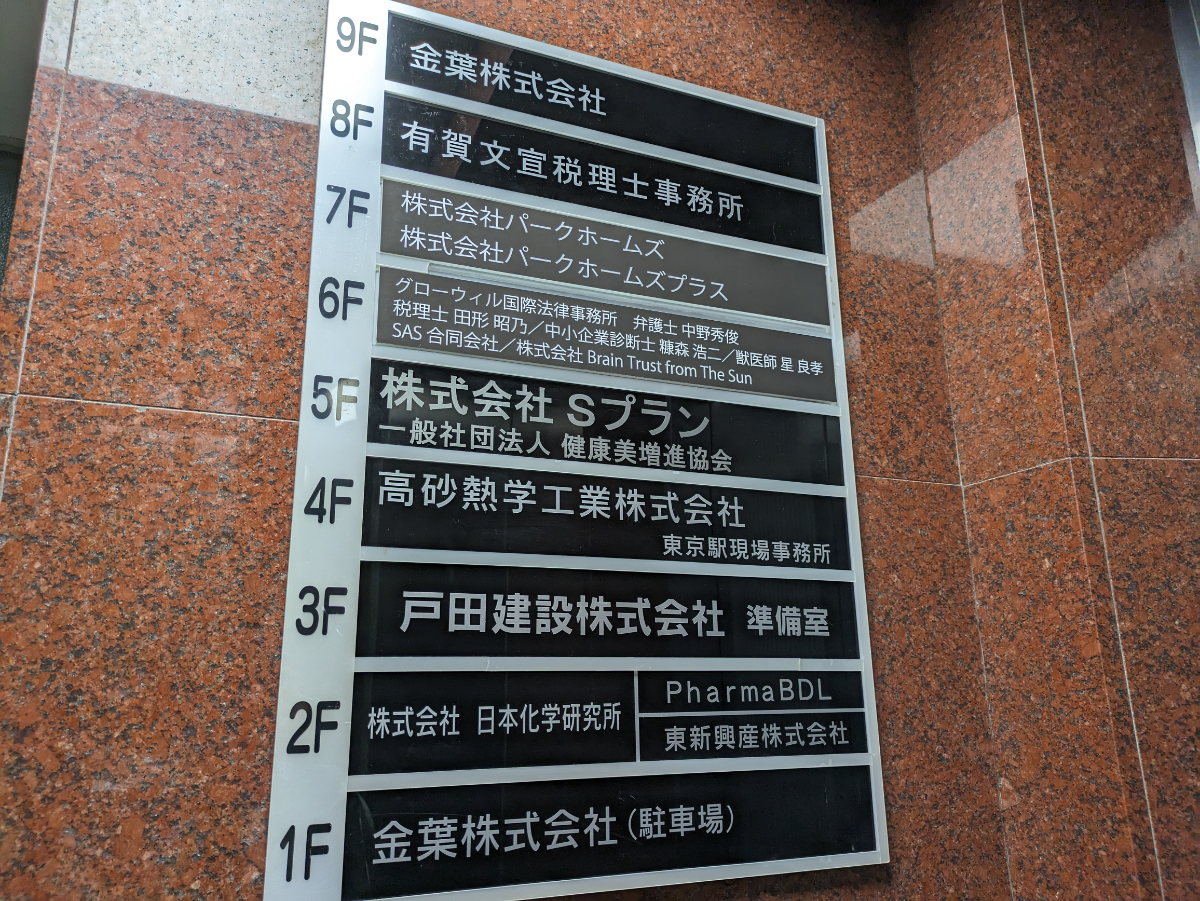 9F
金葉株式会社
8F
有賀文宣税理士事務所
7F
株式会社パークホームズ
株式会社パークホームズプラス
6F
グローウィル国際法律事務所 弁護士 中野秀俊
税理士 田形 昭乃／中小企業診断士 糠森 浩二／獣医師 星 良孝
SAS 合同会社／株式会社 Brain Trust from The Sun
5F
株式会社 Sプラン
一般社団法人 健康美増進協会
4F
高砂熱学工業株式会社
東京駅現場事務所
3F
戸田建設株式会社 準備室
2F
株式会社 日本化学研究所
PharmaBDL
東新興産株式会社
1F
金葉株式会社（駐車場）